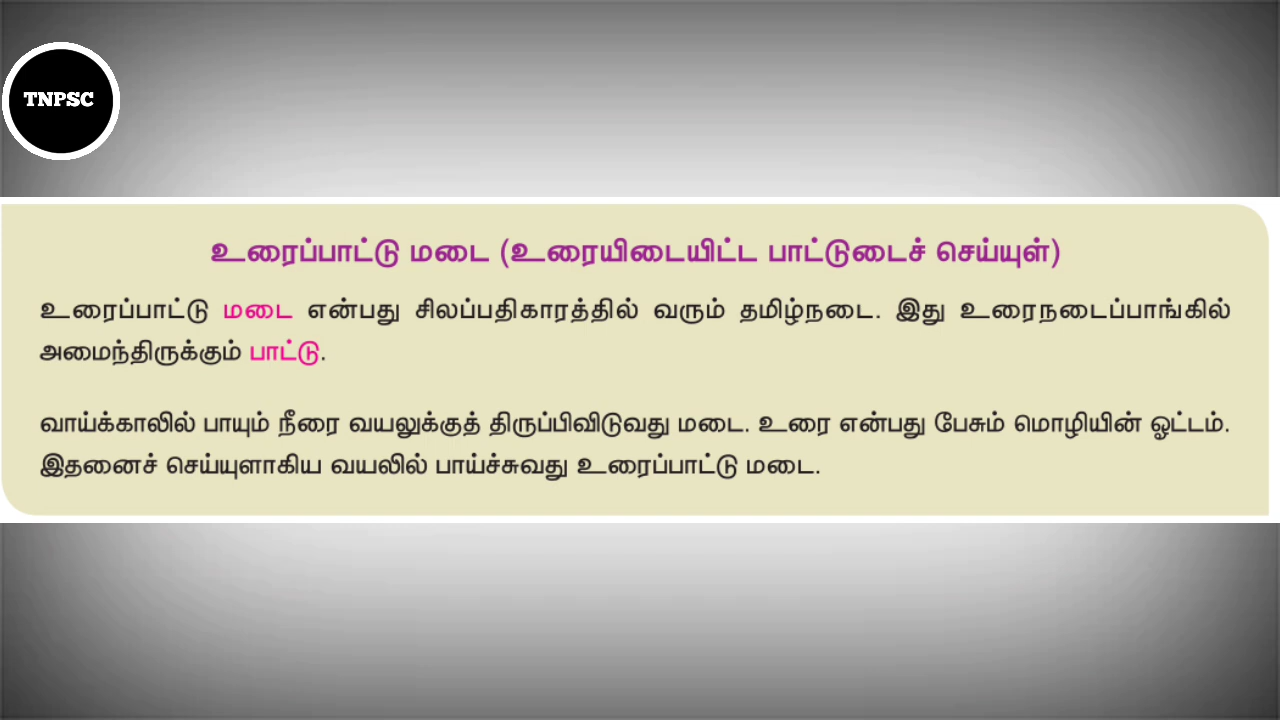 TNPSC
உரைப்பாட்டு மடை (உரையிடையிட்ட பாட்டுடைச் செய்யுள்)
உரைப்பாட்டு மடை என்பது சிலப்பதிகாரத்தில் வரும் தமிழ்நடை. இது உரைநடைப்பாங்கில்
அமைந்திருக்கும் பாட்டு.
வாய்க்காலில் பாயும் நீரை வயலுக்குத் திருப்பிவிடுவது மடை. உரை என்பது பேசும் மொழியின் ஓட்டம்.
இதனைச் செய்யுளாகிய வயலில் பாய்ச்சுவது உரைப்பாட்டு மடை.